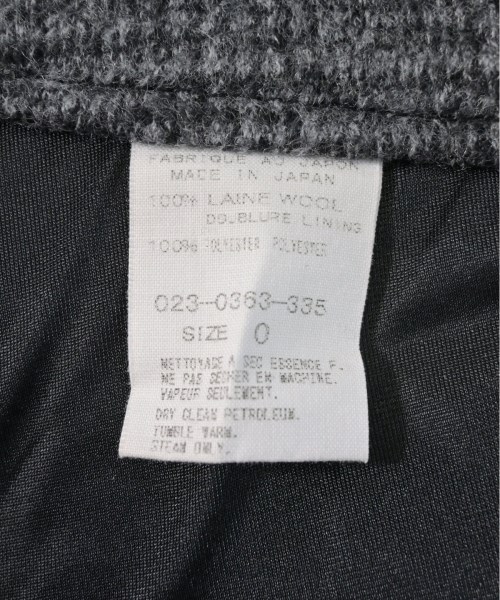 FABRIQUE AU JAPON
MADE IN JAPAN
100% LAINE WOOL
DOUBLURE LINING
100% POLYESTER POLYESTER
023-0363-335
SIZE 0
NETTOYAGE A SEC ESSENCE F.
NE PAS SECHER EM MACHINE.
VAPEUR SEULEMENT.
DRY CLEAN PETROLEUM.
TUMBLE WARM.
STEAM ONLY.